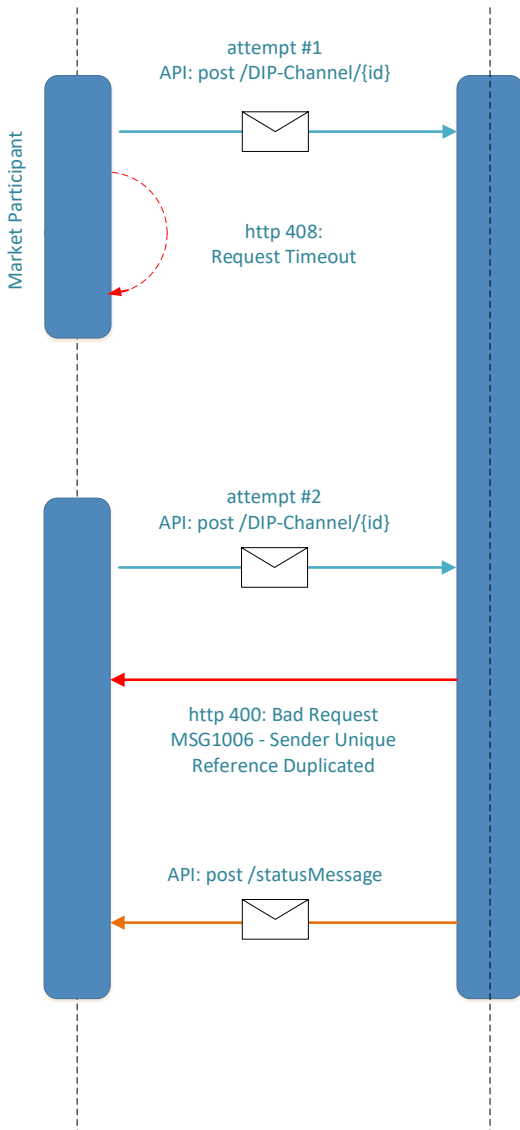 attempt #1
API: post /DIP-Channel/{id}
Market Participant
http 408:
Request Timeout
attempt #2
API: post /DIP-Channel/{id}
http 400: Bad Request
MSG1006 - Sender Unique
Reference Duplicated
API: post /statusMessage